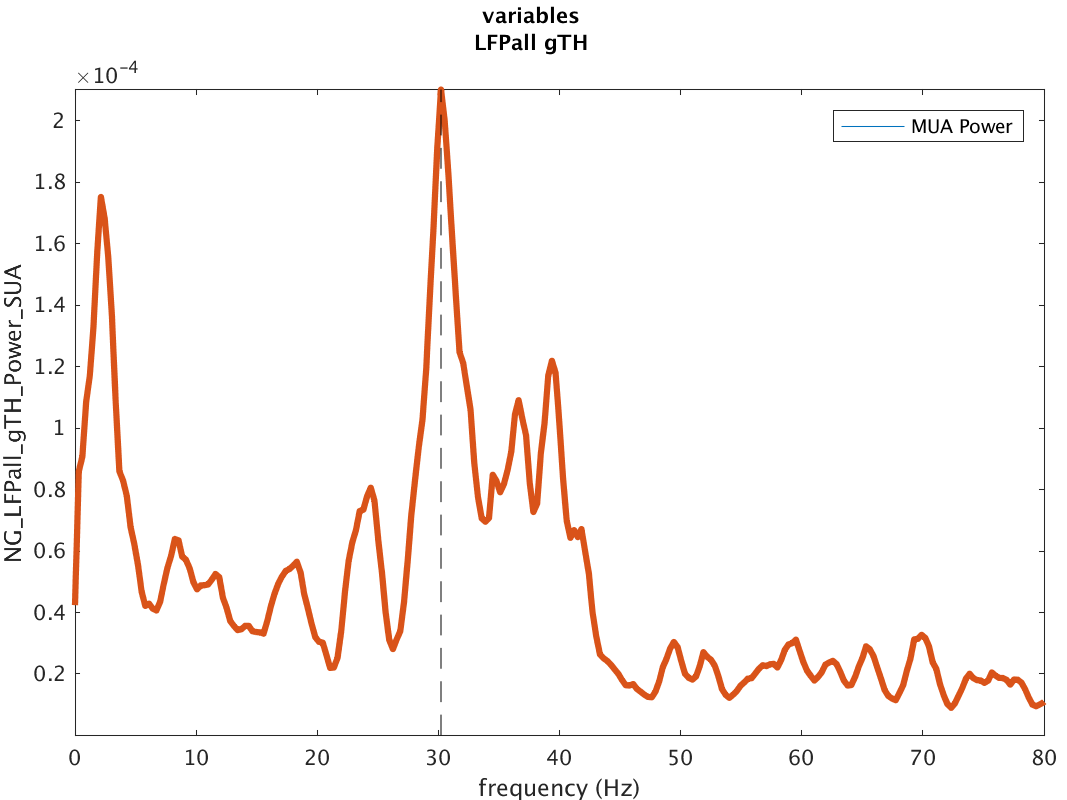 variables
LFPall gTH
×10⁻⁴
MUA Power
NG_LFPall_gTH_Power_SUA
2
1.8
1.6
1.4
1.2
1
0.8
0.6
0.4
0.2
0 10 20 30 40 50 60 70 80
frequency (Hz)